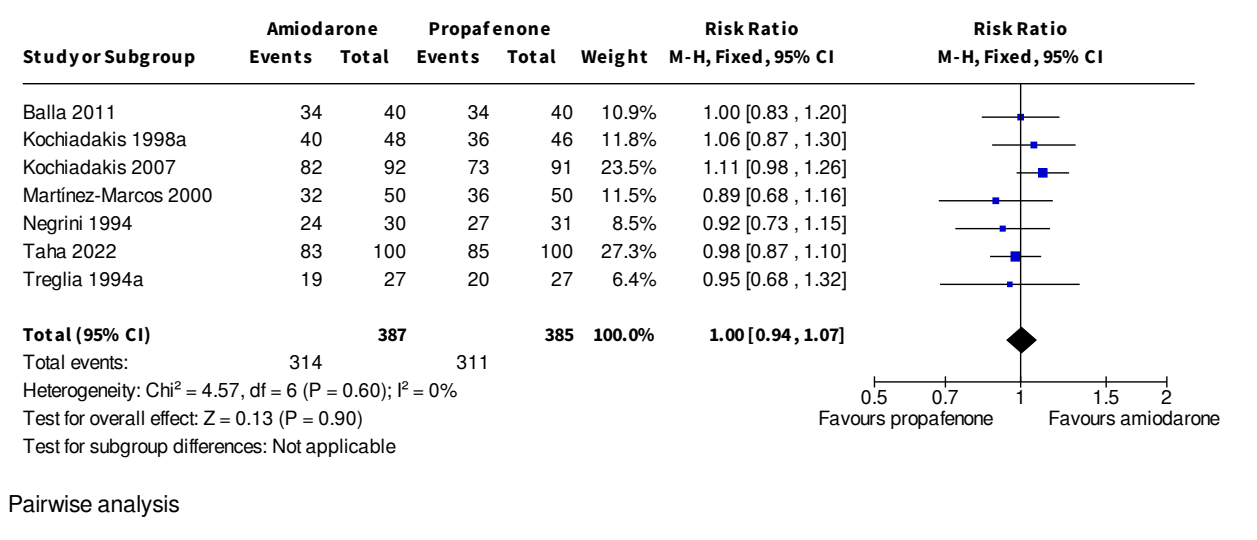 Amiodarone Propafenone Risk Ratio Risk Ratio
Study or Subgroup Events Total Events Total Weight M-H, Fixed, 95% CI M-H, Fixed, 95% CI
Balla 2011 34 40 34 40 10.9% 1.00 [0.83 , 1.20]
Kochiadakis 1998a 40 48 36 46 11.8% 1.06 [0.87 , 1.30]
Kochiadakis 2007 82 92 73 91 23.5% 1.11 [0.98 , 1.26]
Martínez-Marcos 2000 32 50 36 50 11.5% 0.89 [0.68 , 1.16]
Negrini 1994 24 30 27 31 8.5% 0.92 [0.73 , 1.15]
Taha 2022 83 100 85 100 27.3% 0.98 [0.87 , 1.10]
Treglia 1994a 19 27 20 27 6.4% 0.95 [0.68 , 1.32]
Total (95% CI) 387 385 100.0% 1.00 [0.94 , 1.07]
Total events: 314 311
Heterogeneity: Chi² = 4.57, df = 6 (P = 0.60); I² = 0%
0.5 0.7 1 1.5 2
Test for overall effect: Z = 0.13 (P = 0.90)
Favours propafenone Favours amiodarone
Test for subgroup differences: Not applicable
Pairwise analysis